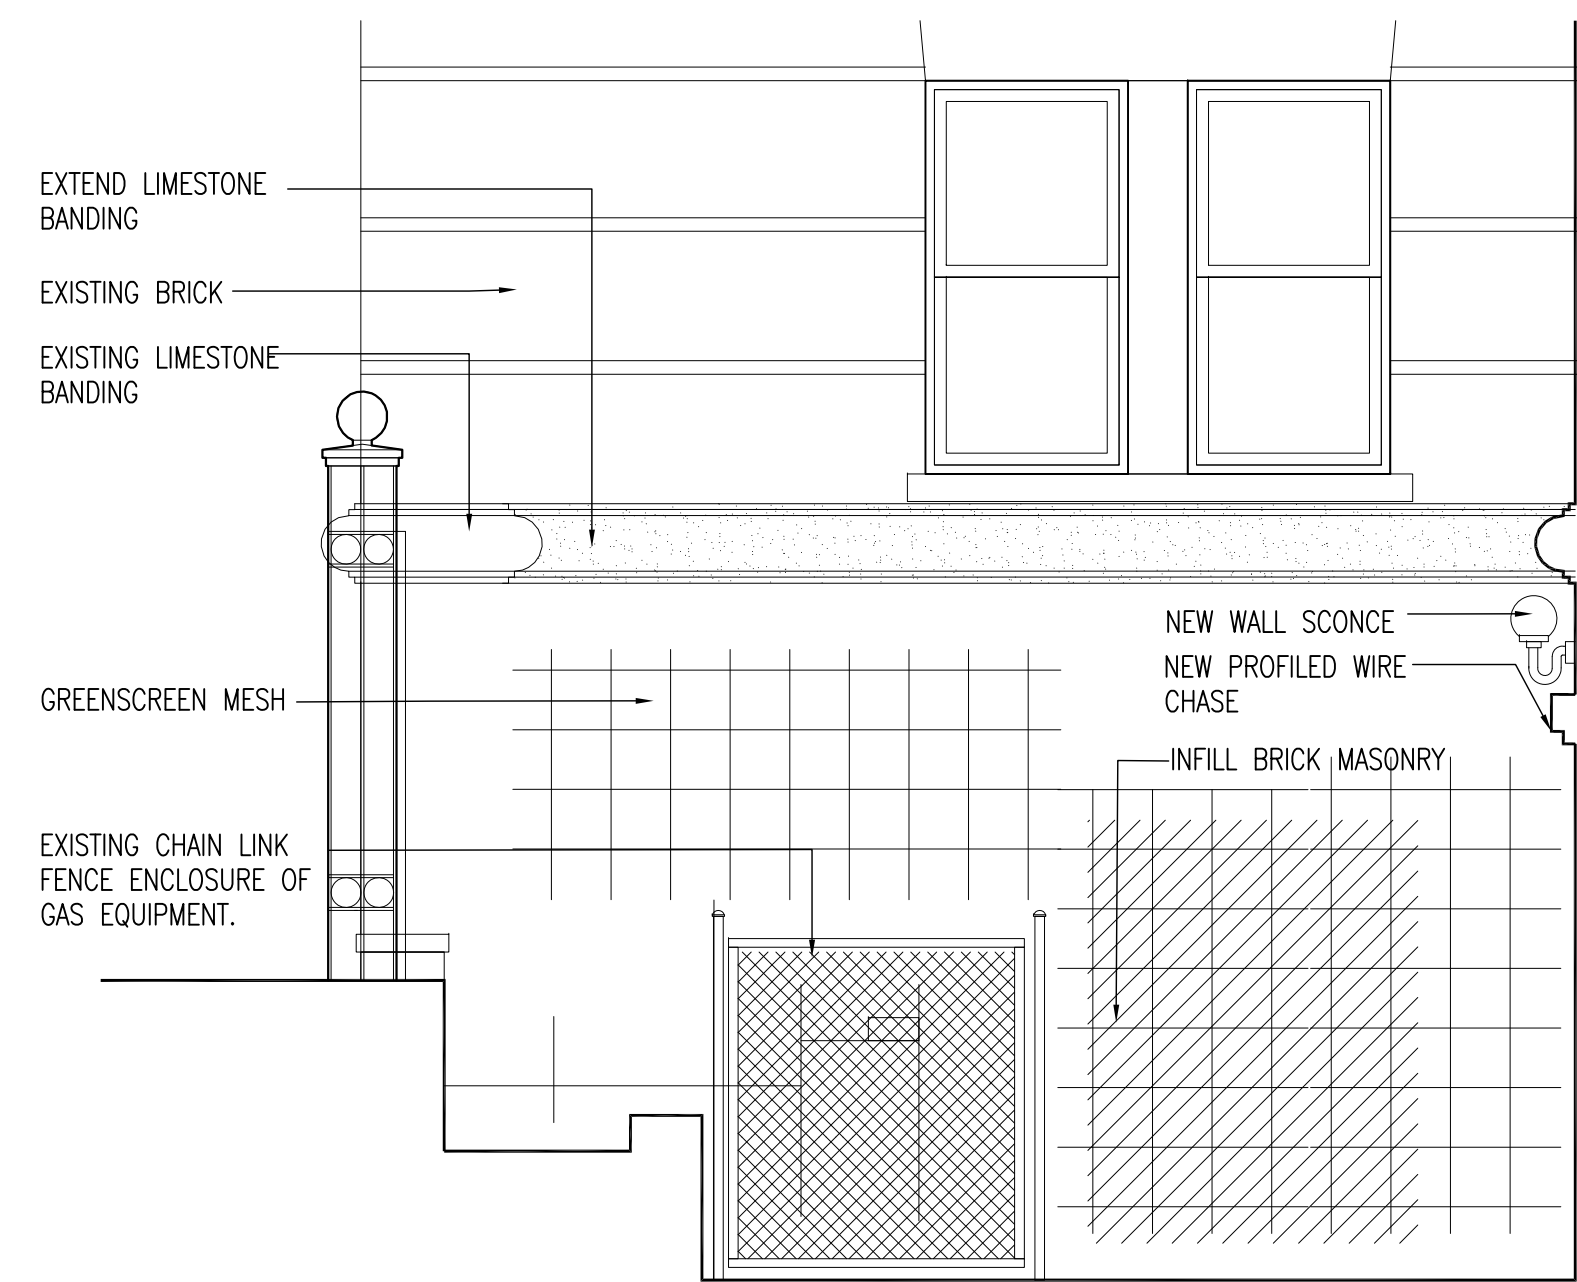 EXTEND LIMESTONE
BANDING
EXISTING BRICK
EXISTING LIMESTONE
BANDING
NEW WALL SCONCE
NEW PROFILED WIRE
CHASE
GREENSCREEN MESH
INFILL BRICK MASONRY
EXISTING CHAIN LINK
FENCE ENCLOSURE OF
GAS EQUIPMENT.